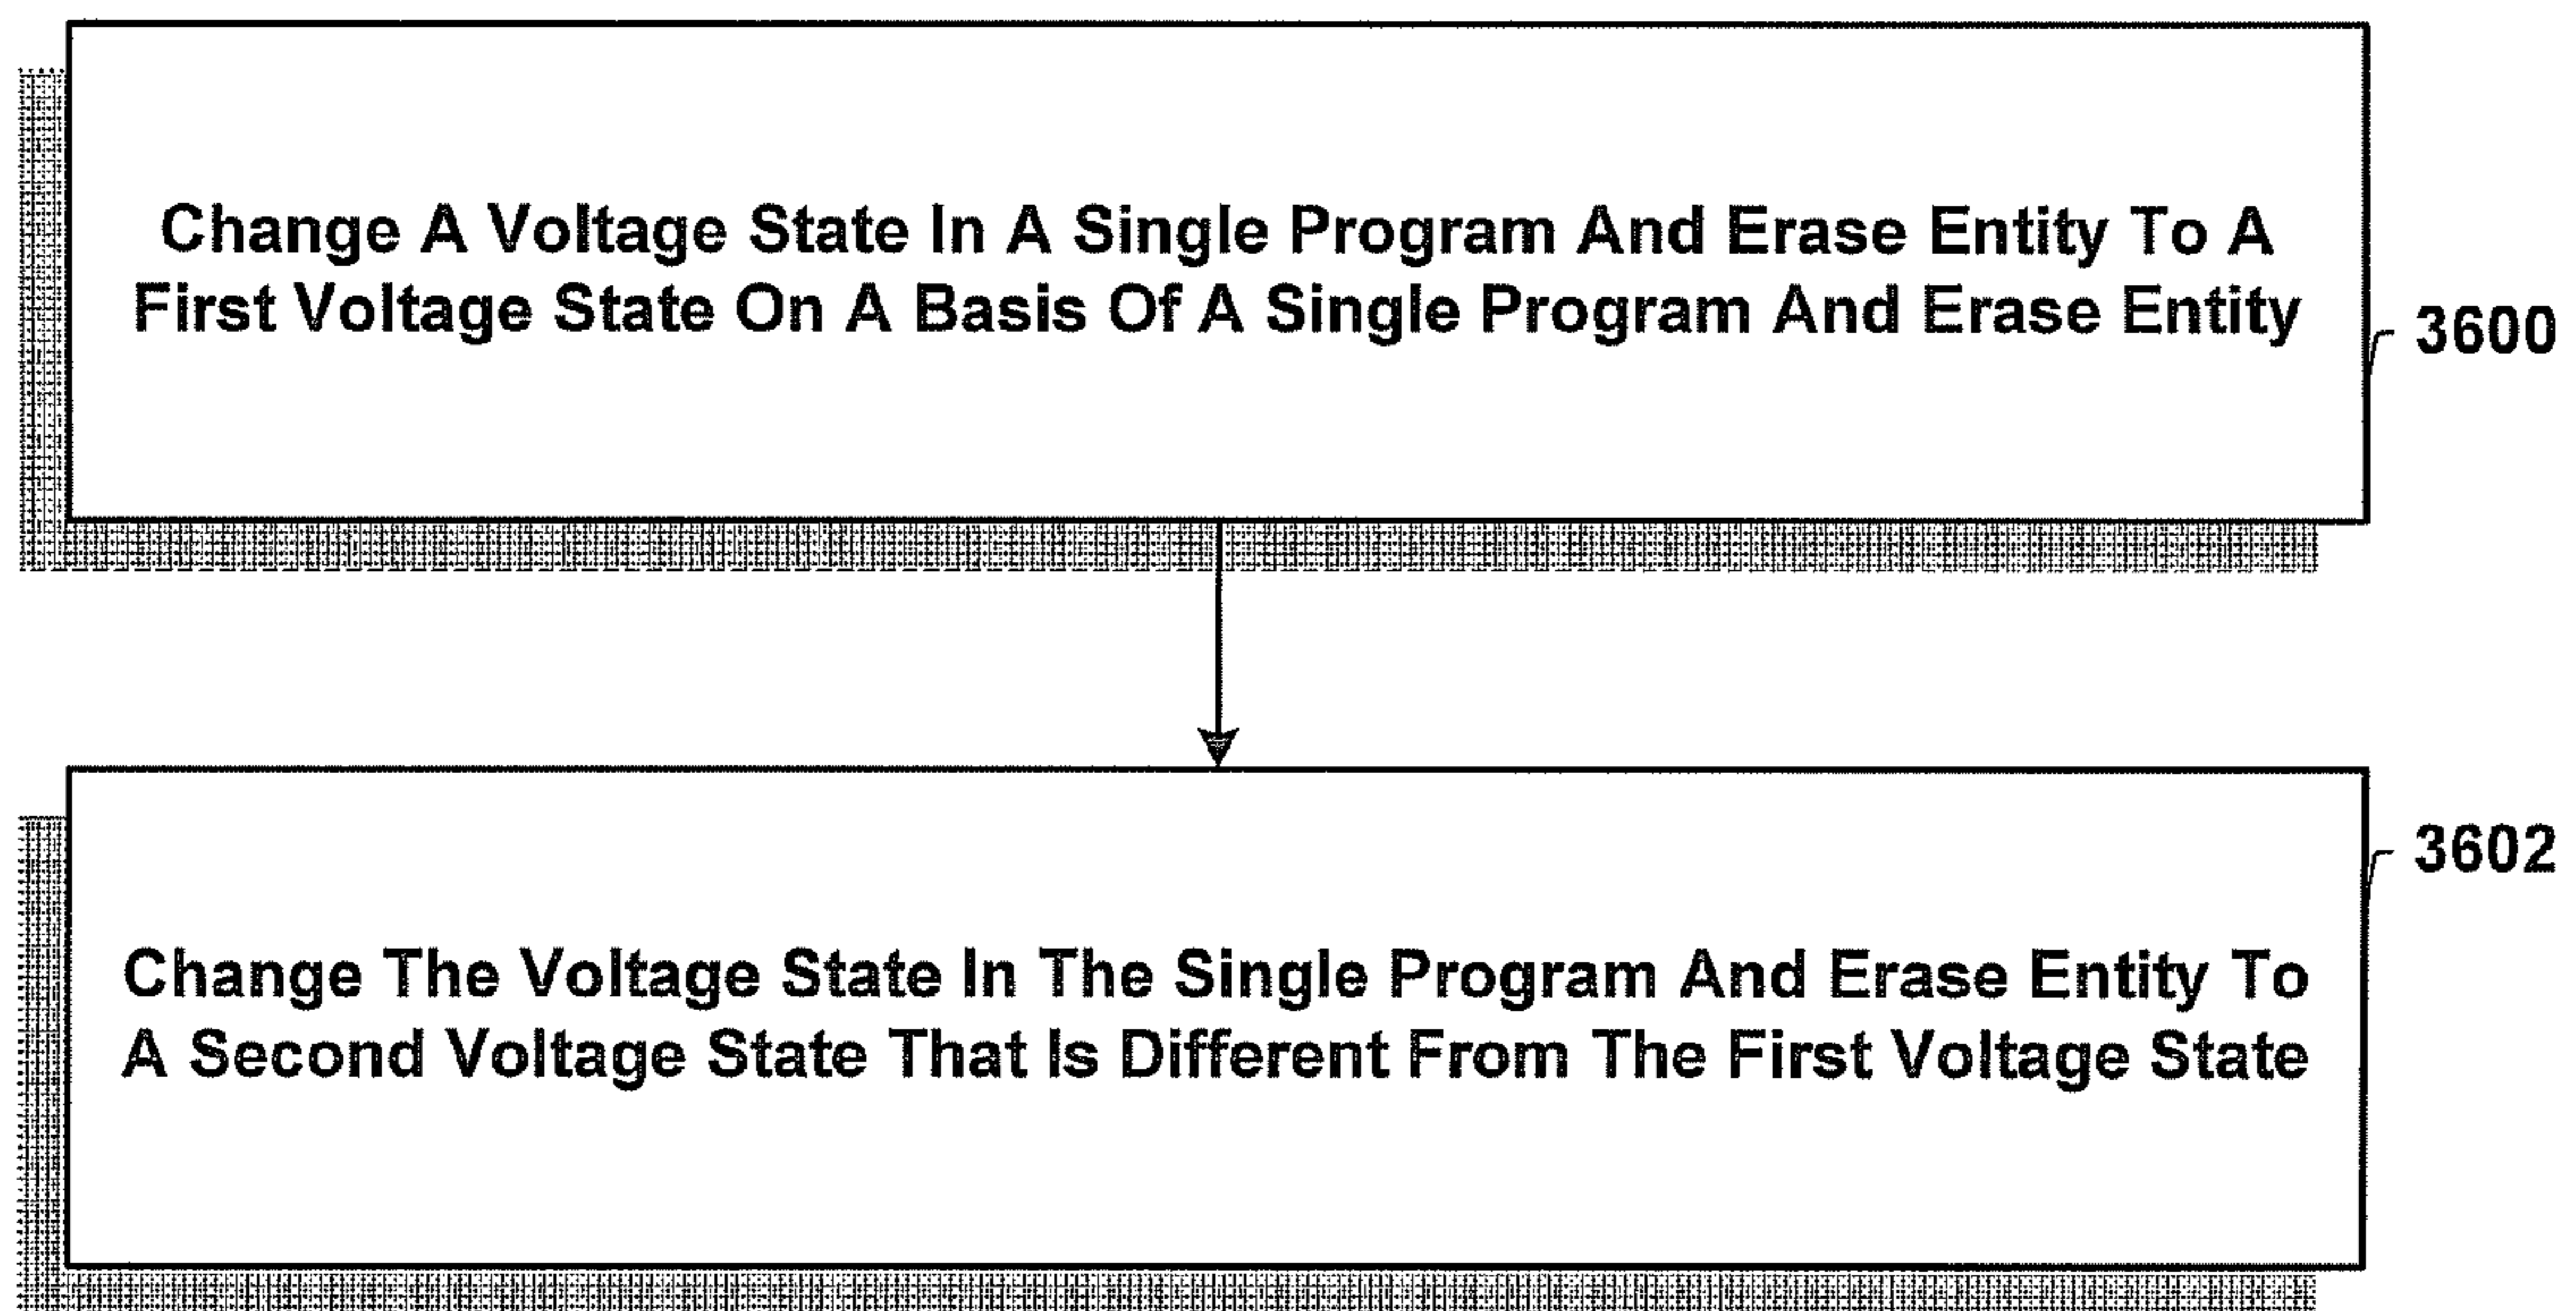 Change A Voltage State In A Single Program And Erase Entity To A
First Voltage State On A Basis Of A Single Program And Erase Entity
3600
3602
Change The Voltage State In The Single Program And Erase Entity To
A Second Voltage State That Is Different From The First Voltage State